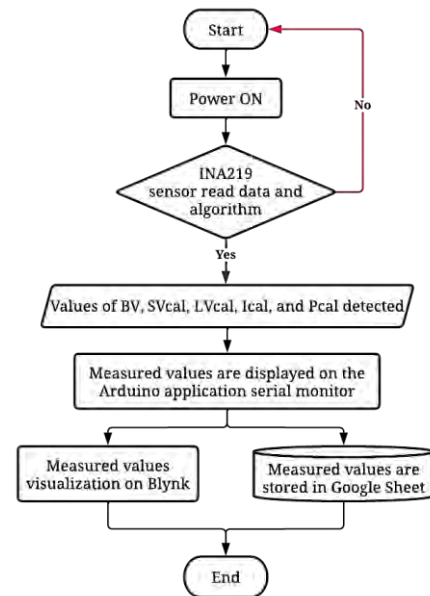 Start
Power ON
No
INA219
sensor read data and
algorithm
Yes
Values of BV, SVcal, LVcal, Ical, and Pcal detected
Measured values are displayed on the
Arduino application serial monitor
Measured values
visualization on Blynk
Measured values are
stored in Google Sheet
End